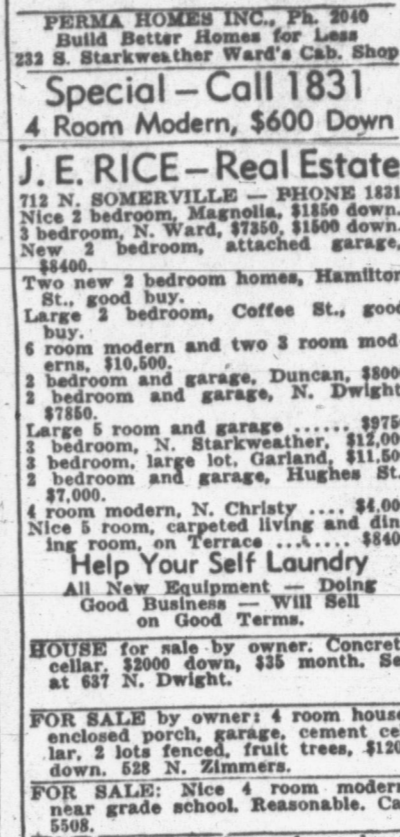 PERMA HOMES INC., Ph. 2040
Build Better Homes for Less
232 S. Starkweather Ward's Cab. Shop
Special — Call 1831
4 Room Modern, $600 Down
J. E. RICE — Real Estate
712 N. SOMERVILLE — PHONE 1831
Nice 2 bedroom, Magnolia, $1850 down.
3 bedroom, N. Ward, $7350, $1500 down.
New 2 bedroom, attached garage,
$8400.
Two new 2 bedroom homes, Hamilton
St., good buy.
Large 2 bedroom, Coffee St., good
buy.
6 room modern and two 3 room mod
erns, $10,500.
2 bedroom and garage, Duncan, $800
2 bedroom and garage, N. Dwight
$7850.
Large 5 room and garage ...... $975
3 bedroom, N. Starkweather, $12,00
3 bedroom, large lot, Garland, $11,50
2 bedroom and garage, Hughes St.
$7,000.
4 room modern, N. Christy .... $4,00
Nice 5 room, carpeted living and din
ing room, on Terrace ........ $840
Help Your Self Laundry
All New Equipment — Doing
Good Business — Will Sell
on Good Terms.
HOUSE for sale by owner. Concret
cellar. $2000 down, $35 month. Se
at 637 N. Dwight.
FOR SALE by owner: 4 room house
enclosed porch, garage, cement ce
lar, 2 lots fenced, fruit trees, $120
down. 528 N. Zimmers.
FOR SALE: Nice 4 room modern
near grade school. Reasonable. Ca
5508.